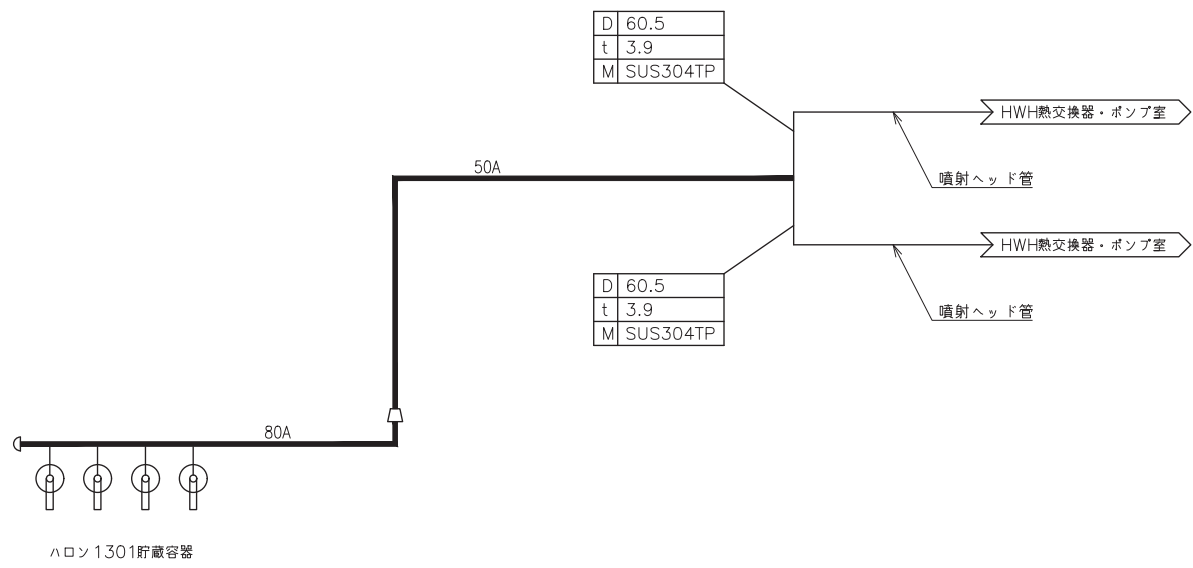 D 60.5
t 3.9
M SUS304TP
HWH熱交換器・ポンプ室
50A
噴射ヘッド管
HWH熱交換器・ポンプ室
D 60.5
t 3.9
M SUS304TP
噴射ヘッド管
80A
ハロン1301貯蔵容器